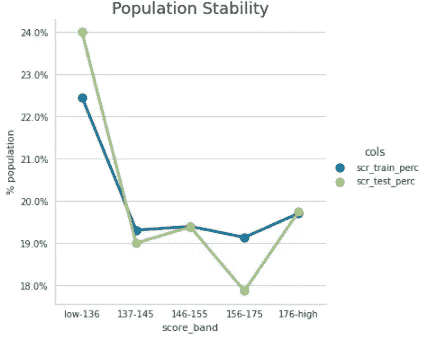 Population Stability
24.0%
23.0%
22.0%
21.0%
20.0%
19.0%
18.0%
% population
low-136
137-145
146-155
156-175
176-high
score_band
cols
scr_train_perc
scr_test_perc